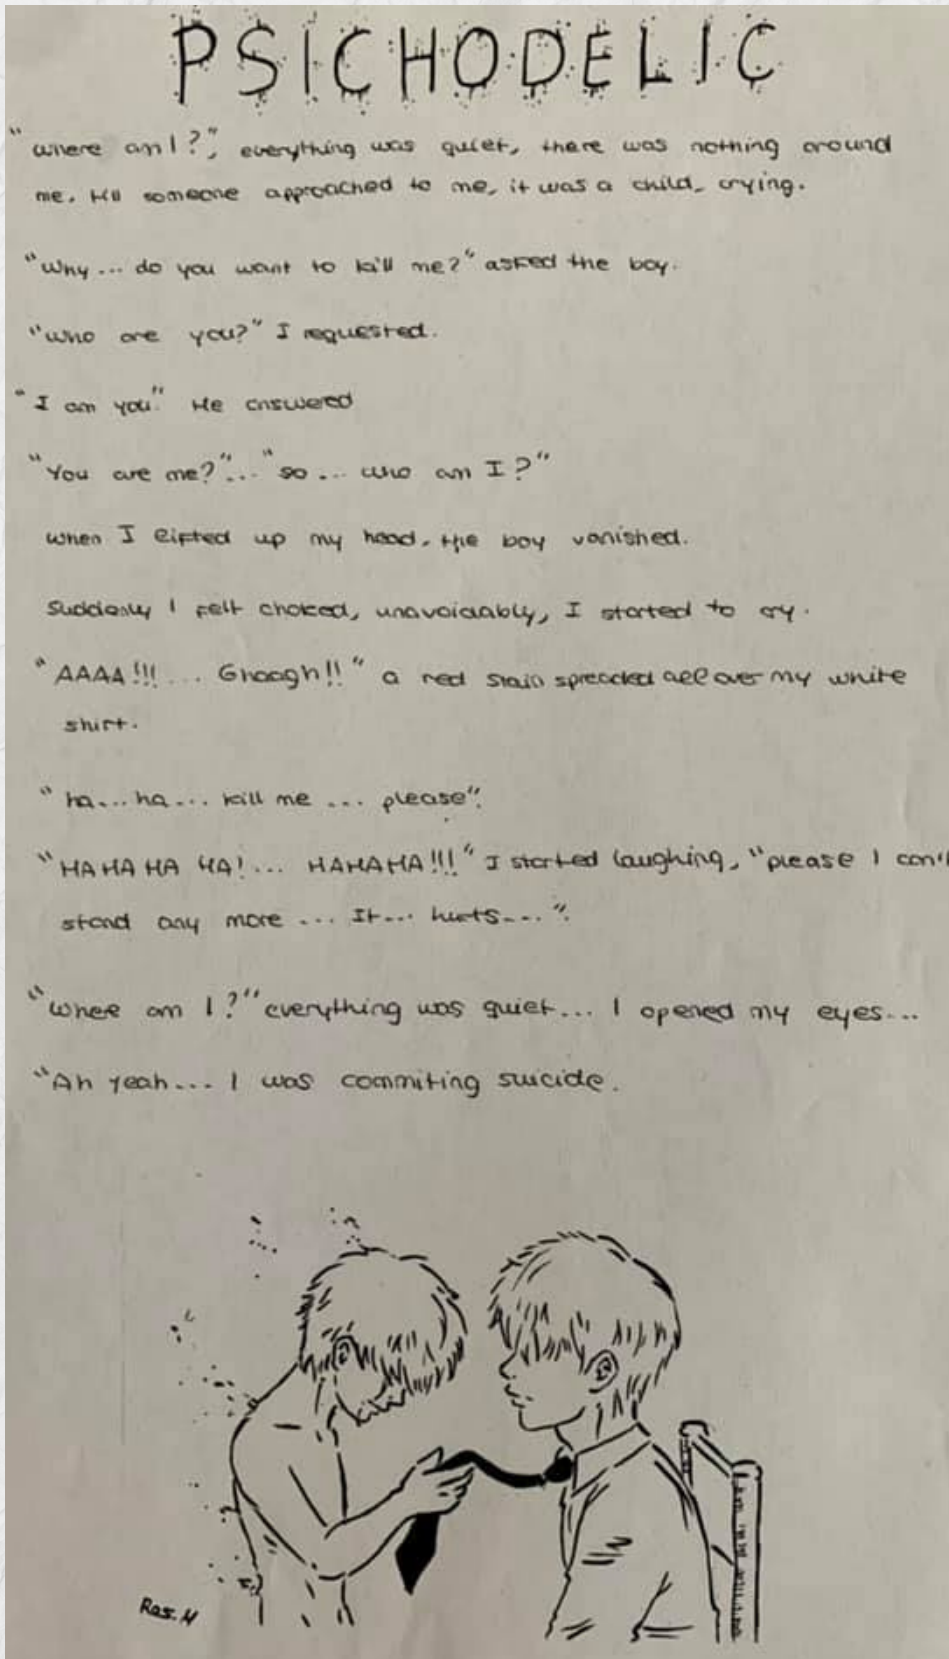 PSICHODELIC
"where am I?", everything was quiet, there was nothing around
me. till someone approached to me, it was a child, crying.
"Why... do you want to kill me?" asked the boy.
"who are you?" I requested.
"I am you" He answered
"You are me?"... "so... who am I?"
when I lifted up my head, the boy vanished.
Suddenly I felt choked, unavoidably, I started to cry.
"AAAA!!!... Ghoagh!!" a red stain spreaded all over my white
shirt.
"ha... ha... kill me ... please".
"HA HA HA HA!... HAHAHA!!!" I started laughing, "please I can't
stand any more ... It... hurts....".
"where am I?" everything was quiet... I opened my eyes...
"Ah yeah... I was commiting suicide.
Ros. M